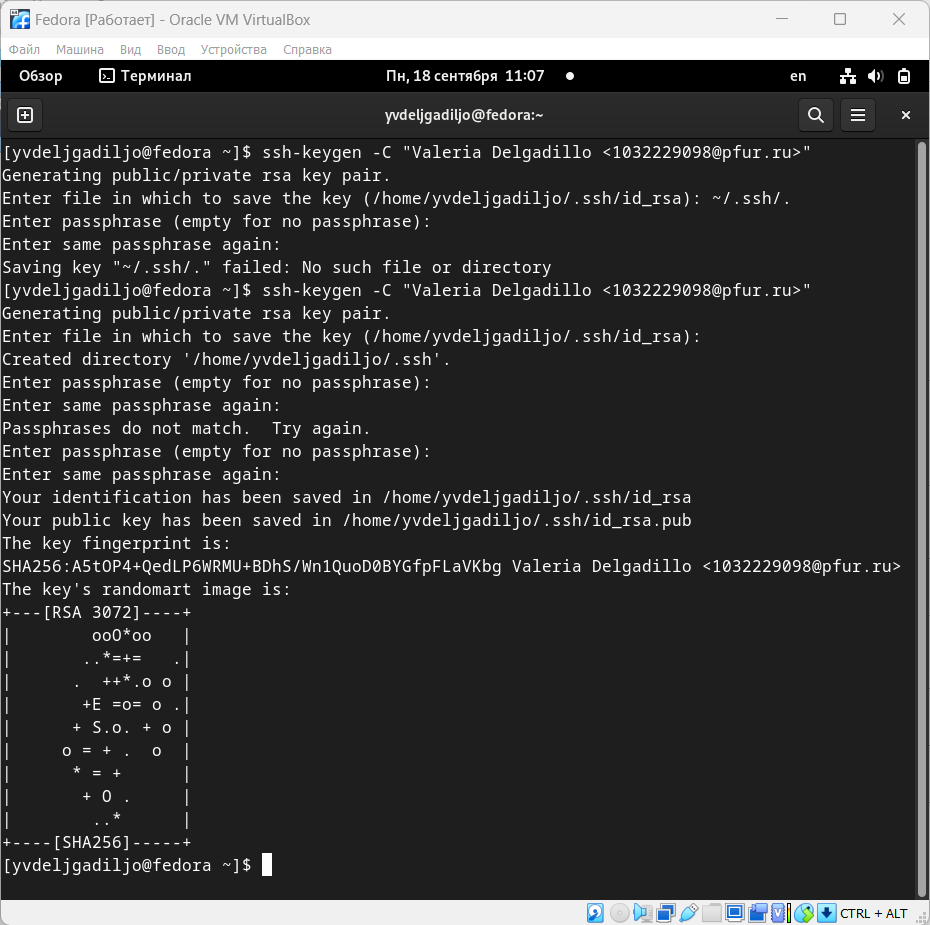 Fedora [Работает] - Oracle VM VirtualBox
Файл Машина Вид Ввод Устройства Справка
Обзор Терминал Пн, 18 сентября 11:07 en
yvdeljgadiljo@fedora:~
[yvdeljgadiljo@fedora ~]$ ssh-keygen -C "Valeria Delgadillo <1032229098@pfur.ru>"
Generating public/private rsa key pair.
Enter file in which to save the key (/home/yvdeljgadiljo/.ssh/id_rsa): ~/.ssh/.
Enter passphrase (empty for no passphrase):
Enter same passphrase again:
Saving key "~/.ssh/." failed: No such file or directory
[yvdeljgadiljo@fedora ~]$ ssh-keygen -C "Valeria Delgadillo <1032229098@pfur.ru>"
Generating public/private rsa key pair.
Enter file in which to save the key (/home/yvdeljgadiljo/.ssh/id_rsa):
Created directory '/home/yvdeljgadiljo/.ssh'.
Enter passphrase (empty for no passphrase):
Enter same passphrase again:
Passphrases do not match.  Try again.
Enter passphrase (empty for no passphrase):
Enter same passphrase again:
Your identification has been saved in /home/yvdeljgadiljo/.ssh/id_rsa
Your public key has been saved in /home/yvdeljgadiljo/.ssh/id_rsa.pub
The key fingerprint is:
SHA256:A5tOP4+QedLP6WRMU+BDhS/Wn1QuoD0BYGfpFLaVKbg Valeria Delgadillo <1032229098@pfur.ru>
The key's randomart image is:
+---[RSA 3072]----+
|        ooO*oo   |
|       ..*=+=   .|
|      .  ++*.o o |
|       +E =o= o .|
|      + S.o. + o |
|     o = + .  o  |
|      * = +      |
|       + O .     |
|        ..*      |
+----[SHA256]-----+
[yvdeljgadiljo@fedora ~]$
CTRL + ALT